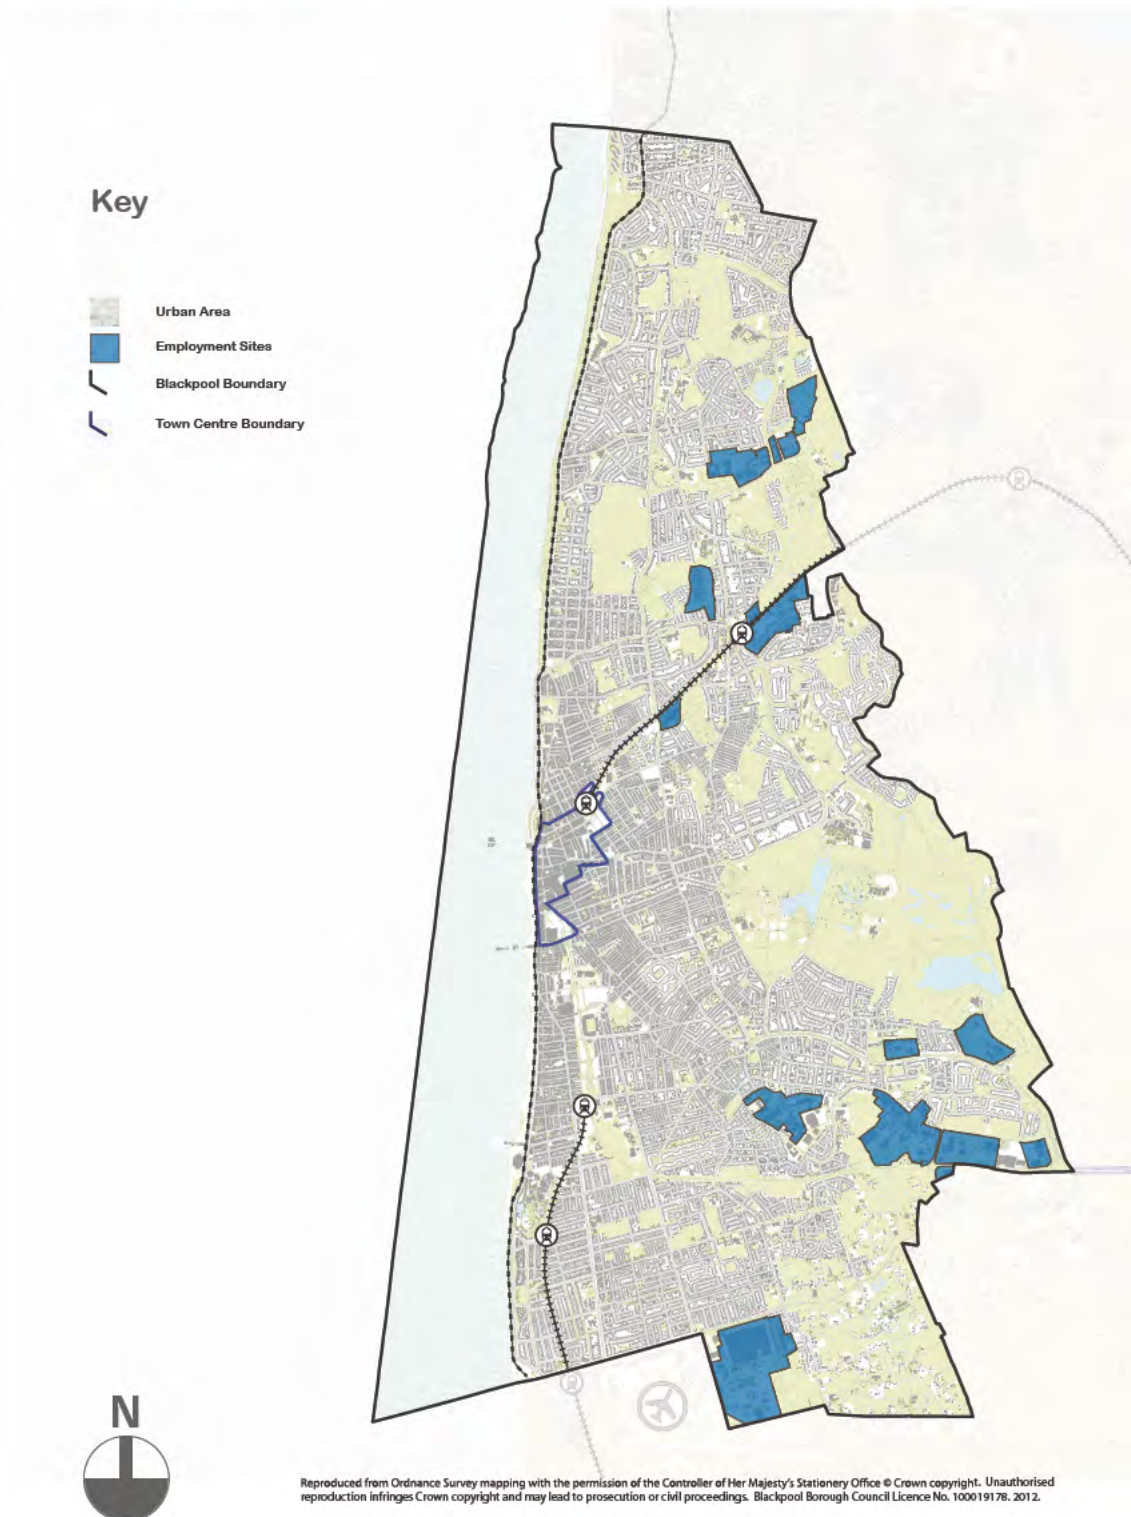 Key
Urban Area
Employment Sites
Blackpool Boundary
Town Centre Boundary
N
Reproduced from Ordnance Survey mapping with the permission of the Controller of Her Majesty's Stationery Office © Crown copyright. Unauthorised
reproduction infringes Crown copyright and may lead to prosecution or civil proceedings. Blackpool Borough Council Licence No. 100019178. 2012.